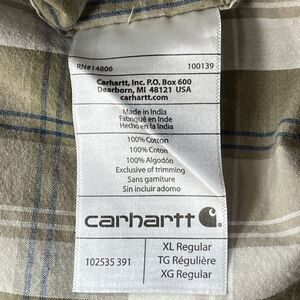 RN#14806 100139
Carhartt, Inc. P.O. Box 600
Dearborn, MI 48121 USA
carhartt.com
Made in India
Fabriqué en Inde
Hecho en la India
100% Cotton
100% Coton
100% Algodón
Exclusive of trimming
Sans garniture
Sin incluir adorno
carhartt
102535 391
XL Regular
TG Régulière
XG Regular